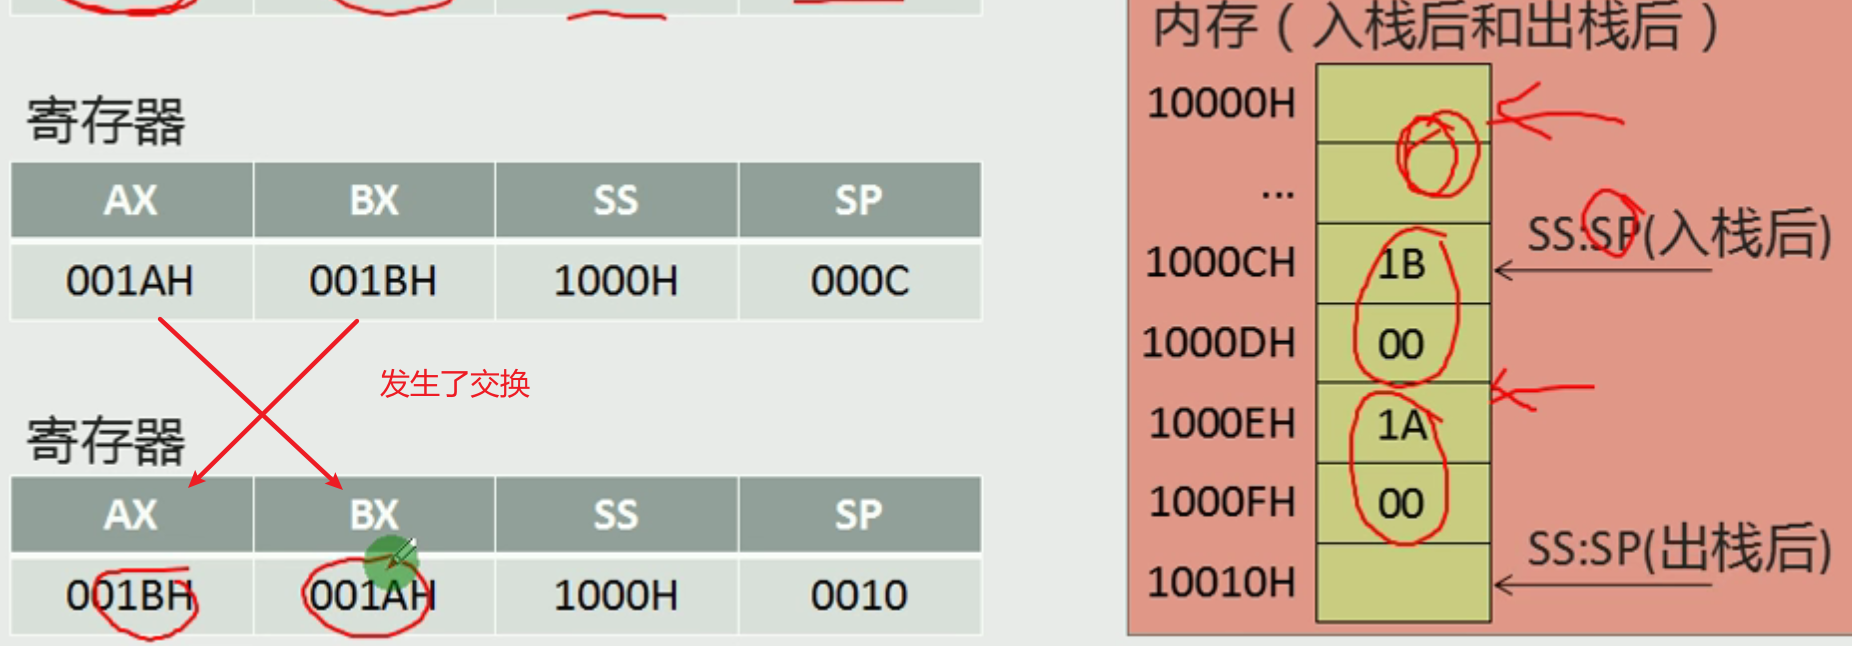 寄存器
AX BX SS SP
001AH 001BH 1000H 000C
发生了交换
寄存器
AX BX SS SP
001BH 001AH 1000H 0010
内存（入栈后和出栈后）
10000H
...
1000CH 1B SS:SP(入栈后)
1000DH 00
1000EH 1A
1000FH 00
10010H SS:SP(出栈后)